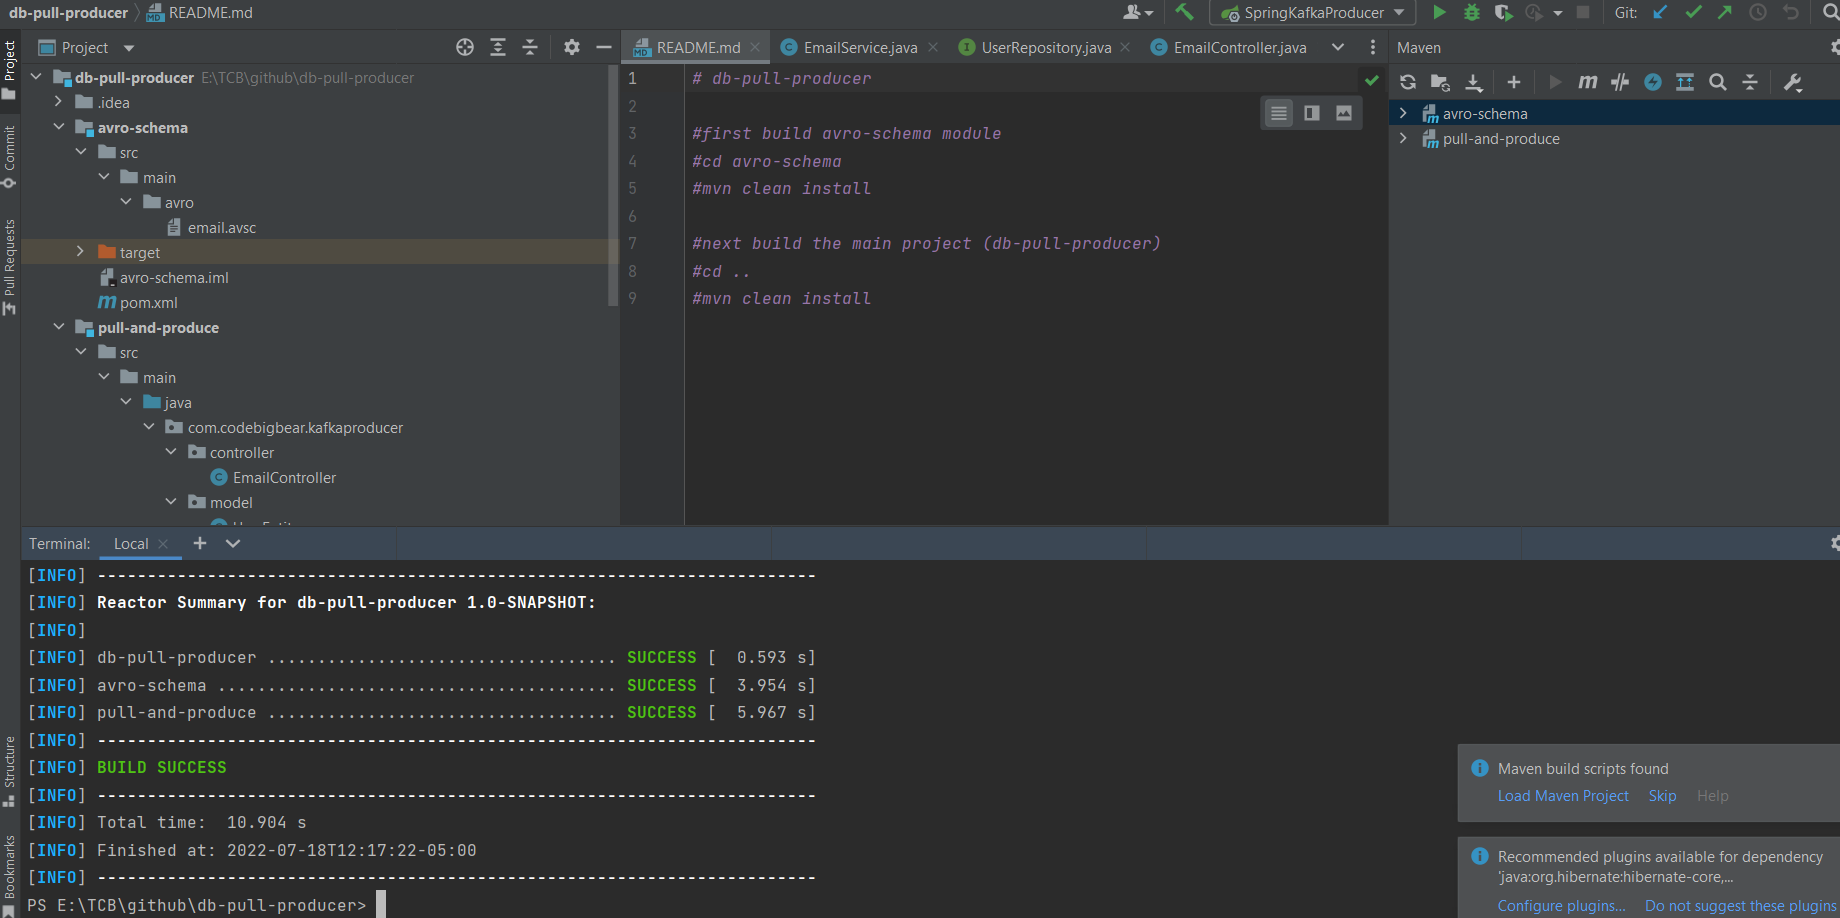 db-pull-producer README.md
SpringKafkaProducer Git:
Project
Commit
Pull Requests
Structure
Bookmarks
Project
db-pull-producer E:\TCB\github\db-pull-producer
.idea
avro-schema
src
main
avro
email.avsc
target
avro-schema.iml
pom.xml
pull-and-produce
src
main
java
com.codebigbear.kafkaproducer
controller
EmailController
model
README.md EmailService.java UserRepository.java EmailController.java
1 # db-pull-producer
2
3 #first build avro-schema module
4 #cd avro-schema
5 #mvn clean install
6
7 #next build the main project (db-pull-producer)
8 #cd ..
9 #mvn clean install
Maven
avro-schema
pull-and-produce
Terminal: Local
[INFO] ------------------------------------------------------------------------
[INFO] Reactor Summary for db-pull-producer 1.0-SNAPSHOT:
[INFO]
[INFO] db-pull-producer ................................... SUCCESS [  0.593 s]
[INFO] avro-schema ........................................ SUCCESS [  3.954 s]
[INFO] pull-and-produce ................................... SUCCESS [  5.967 s]
[INFO] ------------------------------------------------------------------------
[INFO] BUILD SUCCESS
[INFO] ------------------------------------------------------------------------
[INFO] Total time:  10.904 s
[INFO] Finished at: 2022-07-18T12:17:22-05:00
[INFO] ------------------------------------------------------------------------
PS E:\TCB\github\db-pull-producer>
Maven build scripts found
Load Maven Project Skip Help
Recommended plugins available for dependency
'java:org.hibernate:hibernate-core,...
Configure plugins... Do not suggest these plugins